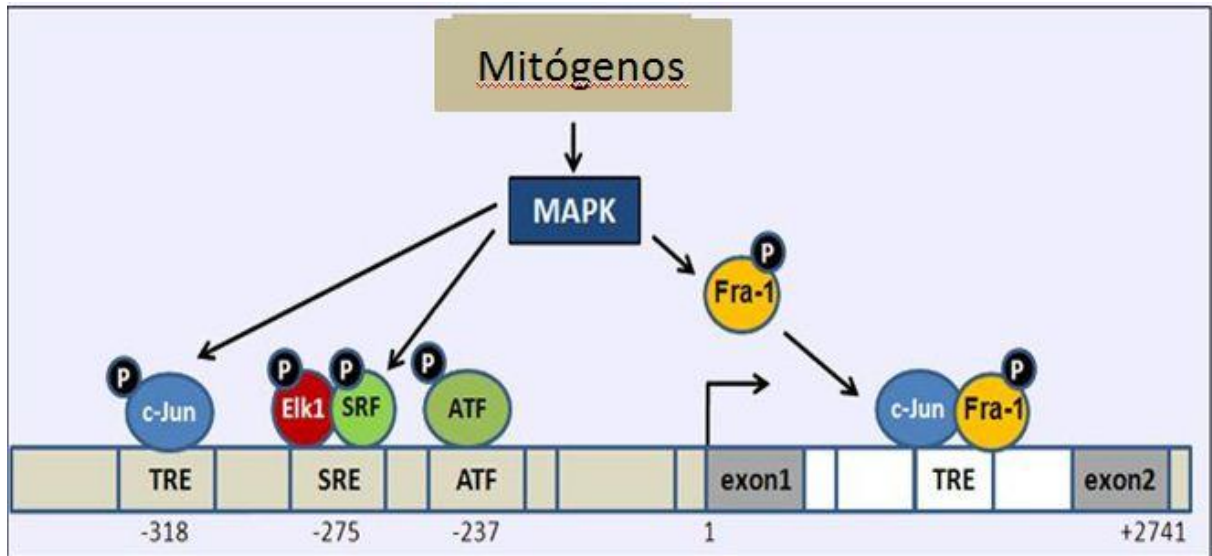 Mitógenos
MAPK
P
Fra-1
P P P P
c-Jun Elk1 SRF ATF c-Jun Fra-1
TRE SRE ATF exon1 TRE exon2
-318 -275 -237 1 +2741